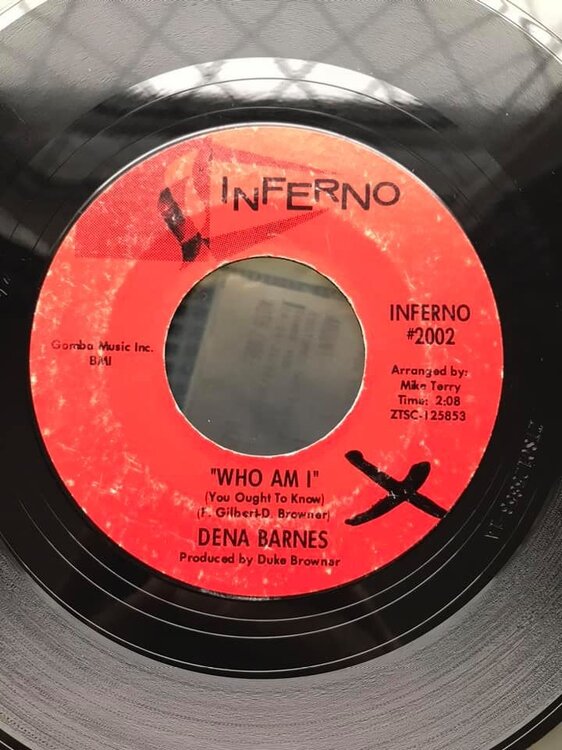 INFERNO
INFERNO
#2002
Gomba Music Inc.
BMI
Arranged by:
Mike Terry
Time: 2:08
ZTSC-125853
"WHO AM I"
(You Ought To Know)
(F. Gilbert-D. Browner)
DENA BARNES
Produced by Duke Browner